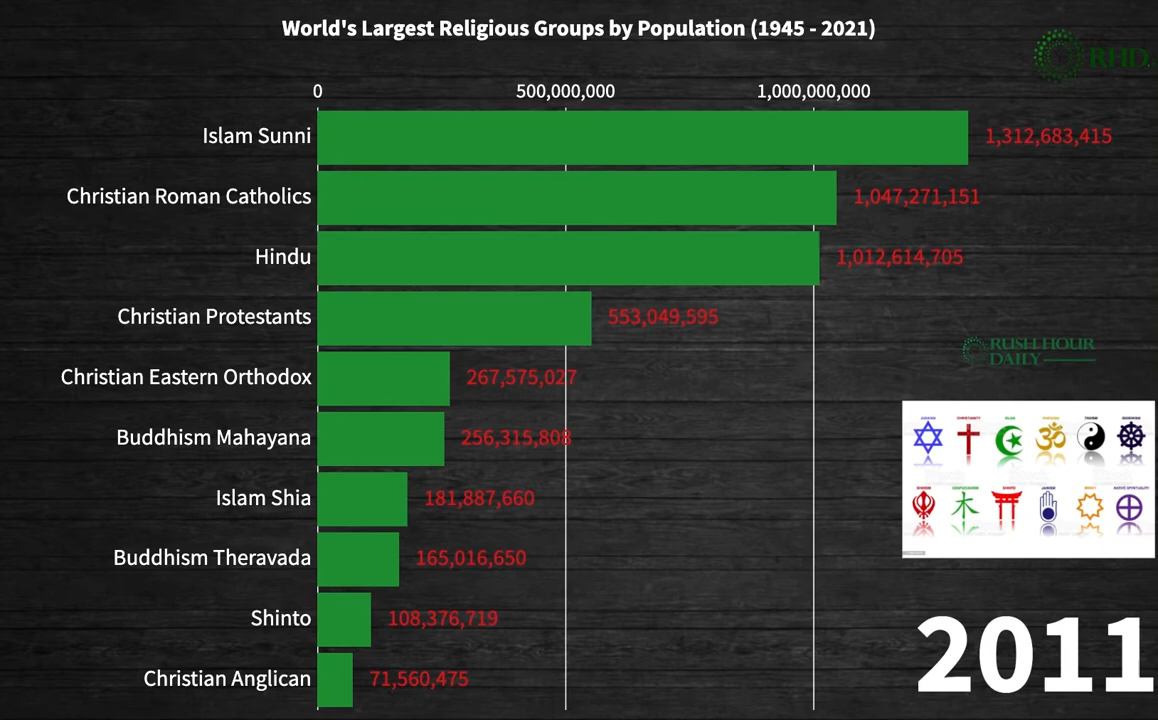 World's Largest Religious Groups by Population (1945 - 2021)
RHD
0 500,000,000 1,000,000,000
Islam Sunni 1,312,683,415
Christian Roman Catholics 1,047,271,151
Hindu 1,012,614,705
Christian Protestants 553,049,595
RUSH HOUR
DAILY
Christian Eastern Orthodox 267,575,027
Buddhism Mahayana 256,315,808
Islam Shia 181,887,660
Buddhism Theravada 165,016,650
Shinto 108,376,719
Christian Anglican 71,560,475
2011